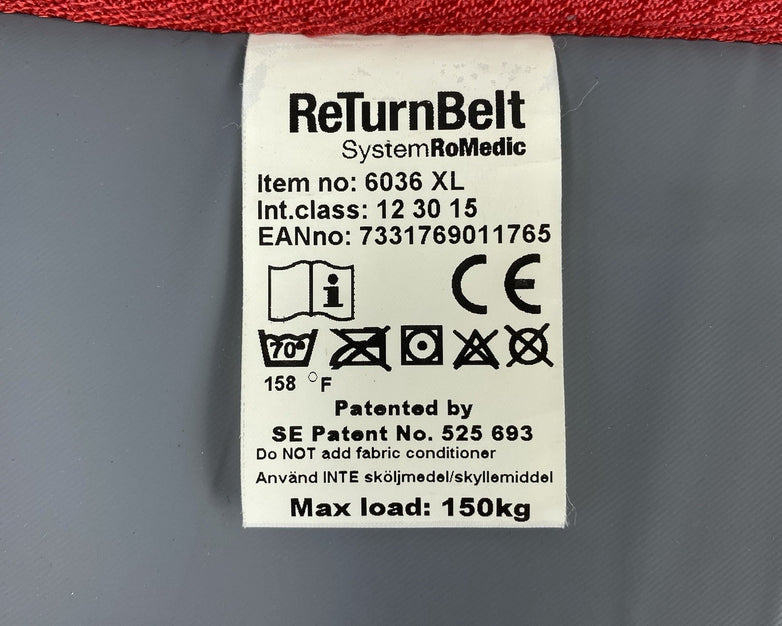 ReTurnBelt
SystemRoMedic
Item no: 6036 XL
Int.class: 12 30 15
EANno: 7331769011765
i
CE
70°
158 °F
Patented by
SE Patent No. 525 693
Do NOT add fabric conditioner
Använd INTE sköljmedel/skyllemiddel
Max load: 150kg